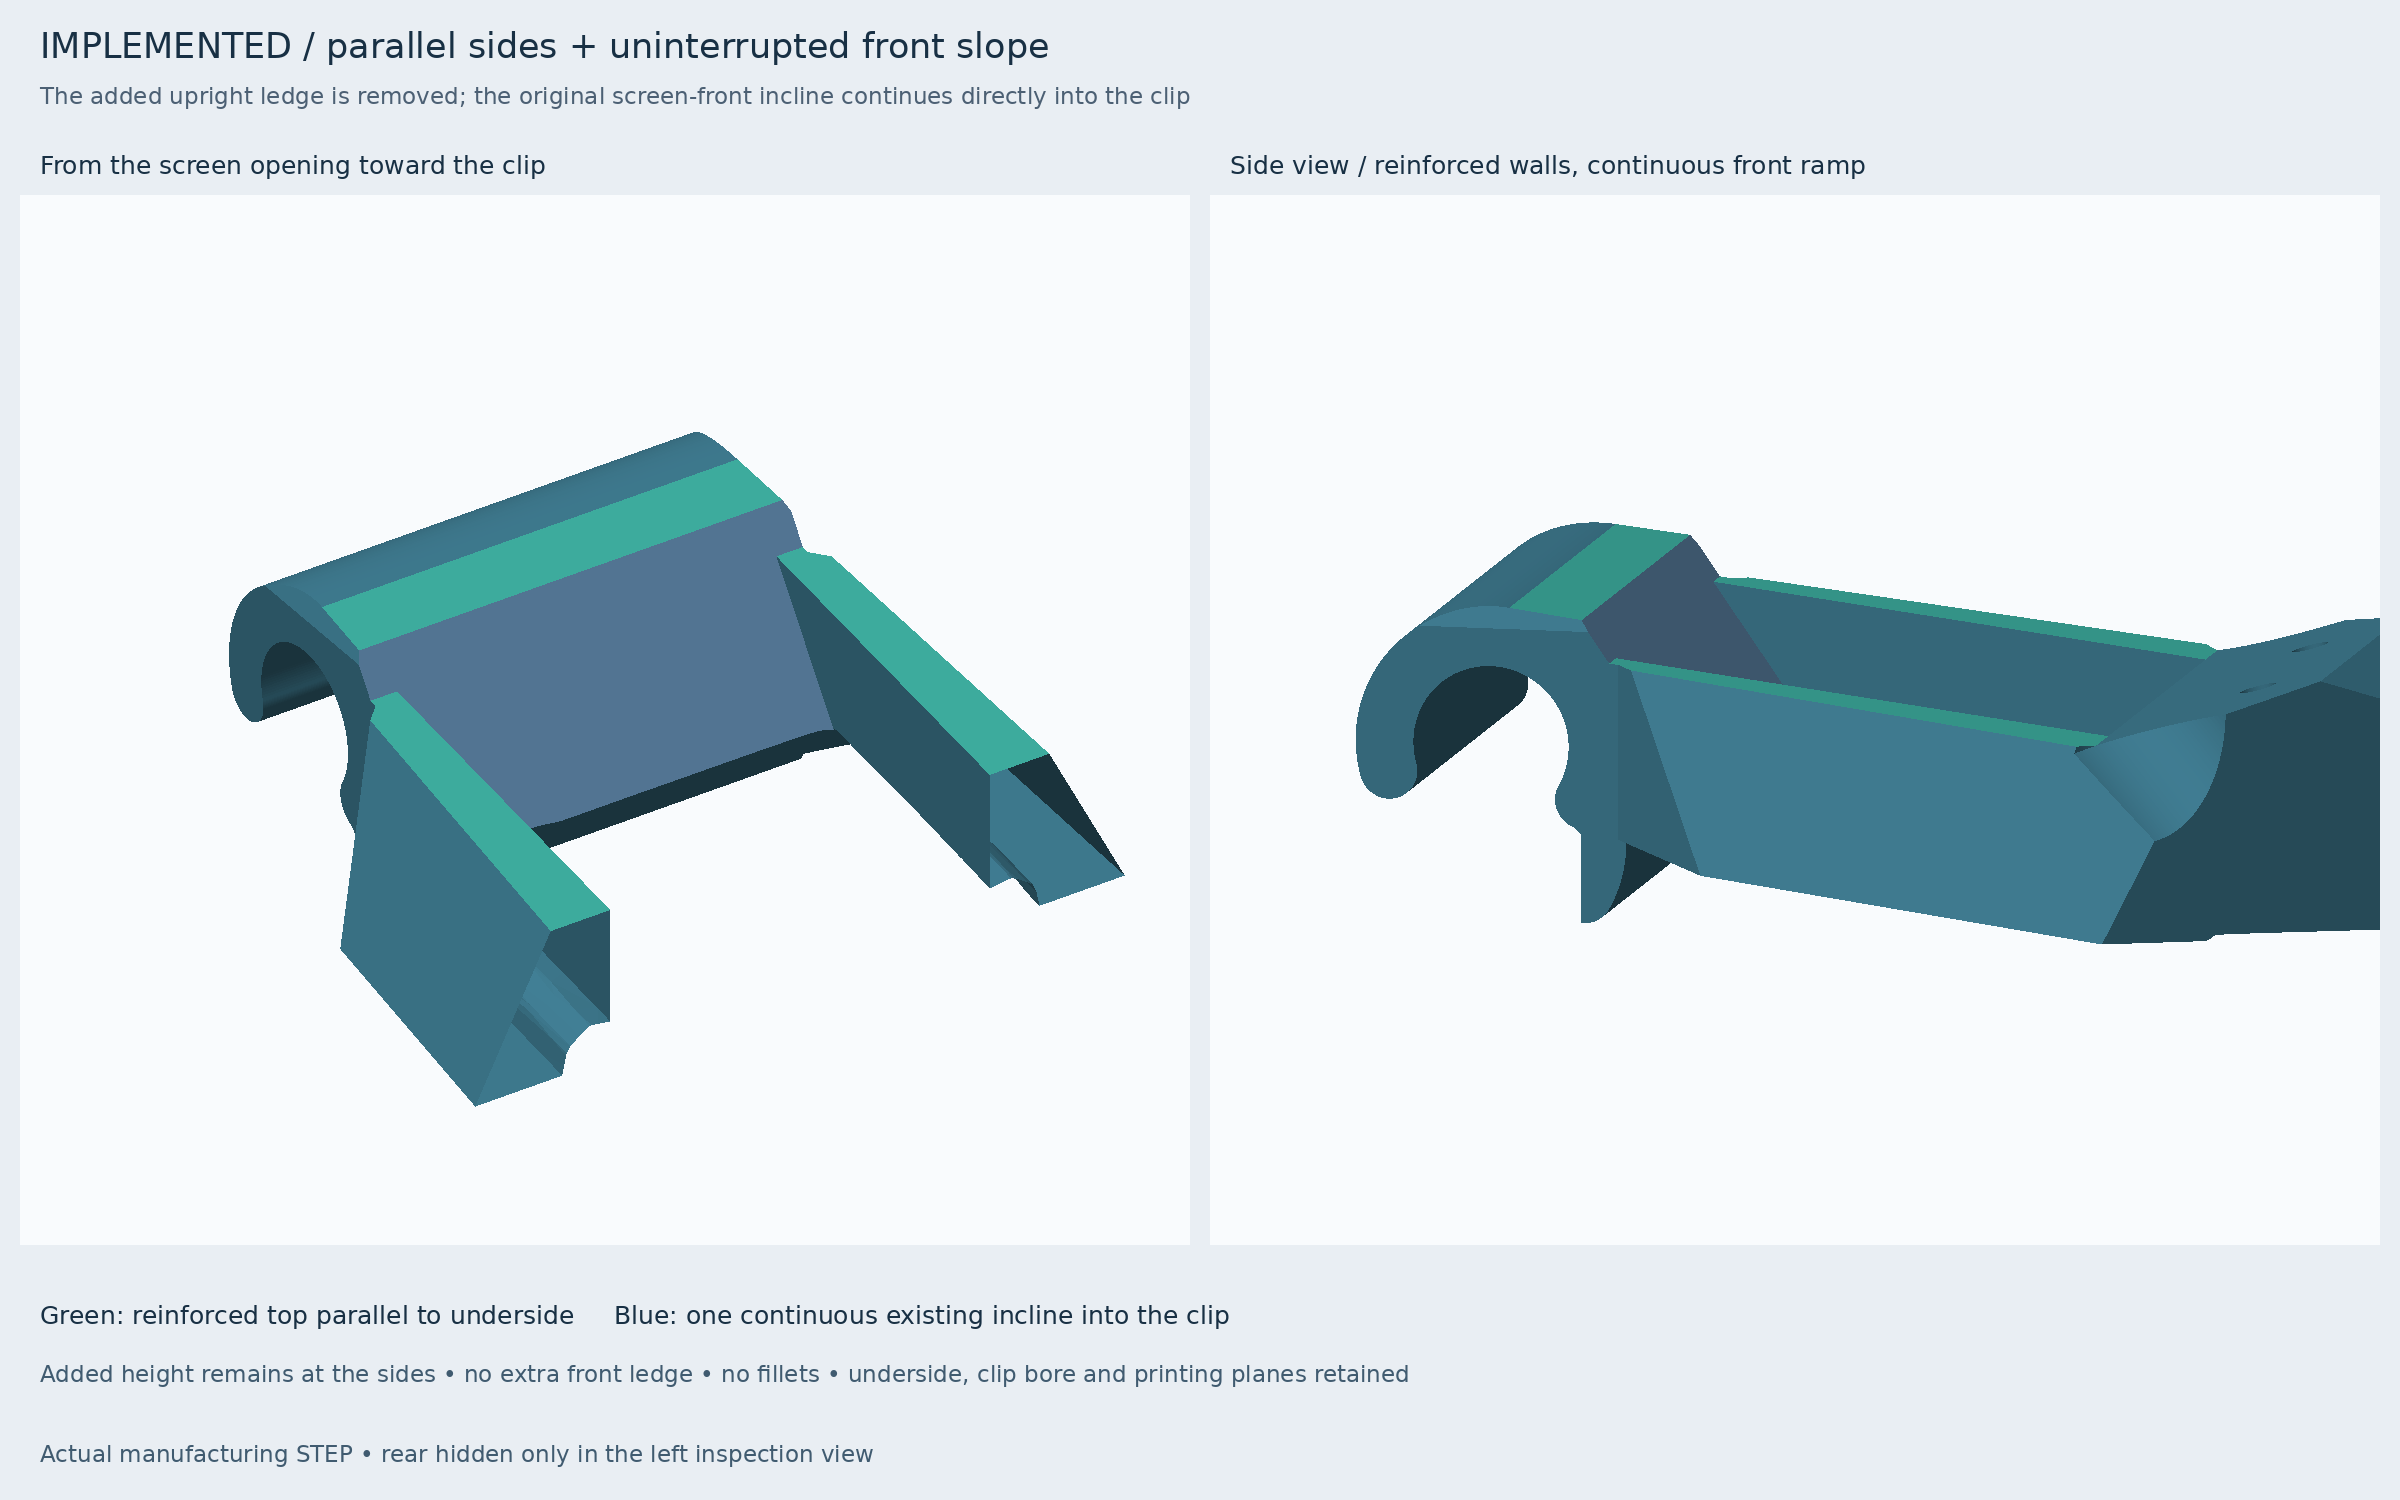 IMPLEMENTED / parallel sides + uninterrupted front slope
The added upright ledge is removed; the original screen-front incline continues directly into the clip
From the screen opening toward the clip
Side view / reinforced walls, continuous front ramp
Green: reinforced top parallel to underside Blue: one continuous existing incline into the clip
Added height remains at the sides • no extra front ledge • no fillets • underside, clip bore and printing planes retained
Actual manufacturing STEP • rear hidden only in the left inspection view